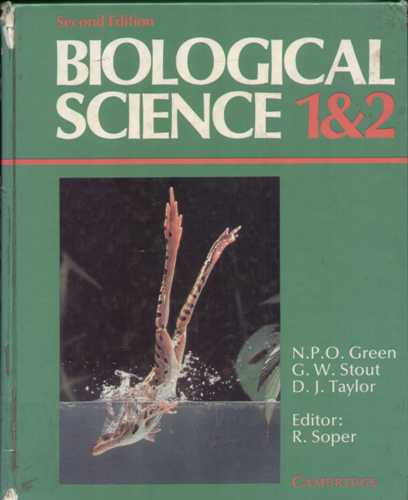 Second Edition
BIOLOGICAL
SCIENCE 1&2
N.P.O. Green
G. W. Stout
D. J. Taylor
Editor:
R. Soper
CAMBRIDGE